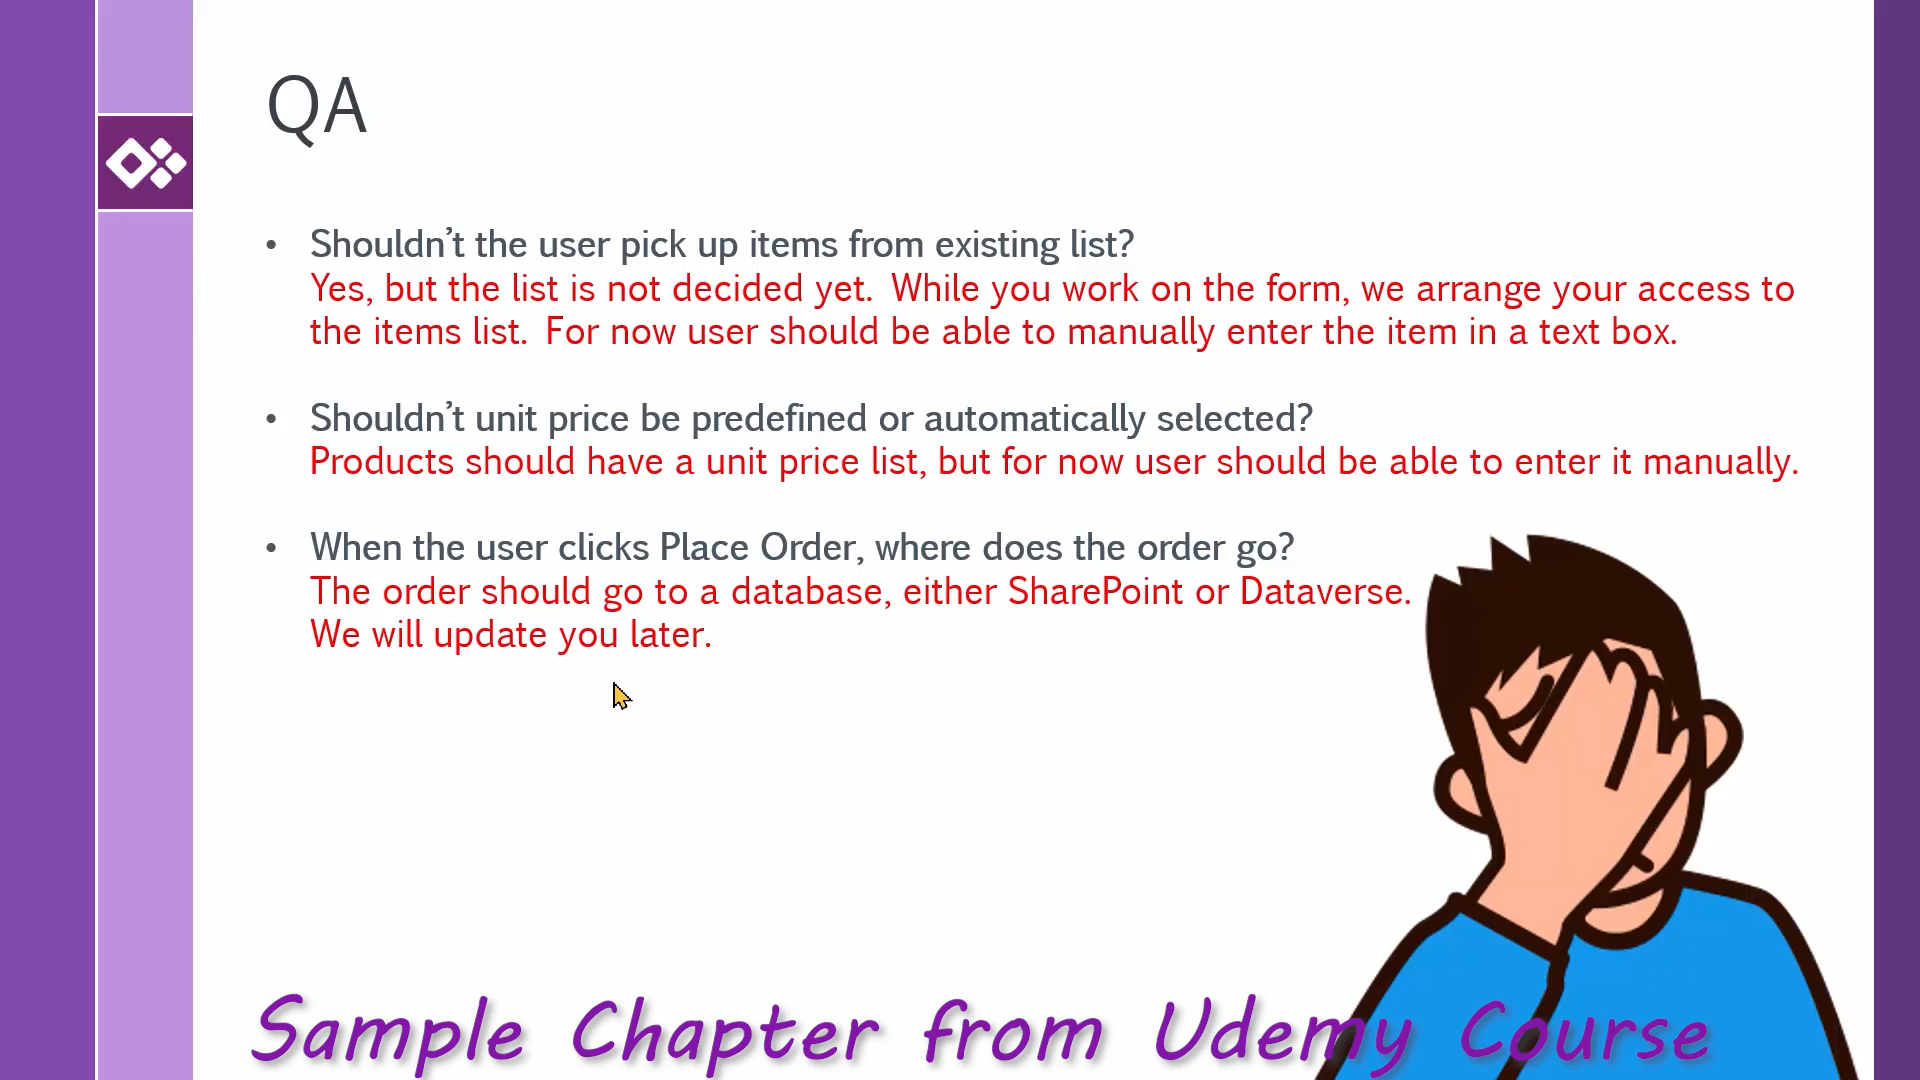 QA
• Shouldn’t the user pick up items from existing list?
Yes, but the list is not decided yet. While you work on the form, we arrange your access to
the items list. For now user should be able to manually enter the item in a text box.
• Shouldn’t unit price be predefined or automatically selected?
Products should have a unit price list, but for now user should be able to enter it manually.
• When the user clicks Place Order, where does the order go?
The order should go to a database, either SharePoint or Dataverse.
We will update you later.
Sample Chapter from Udemy Course